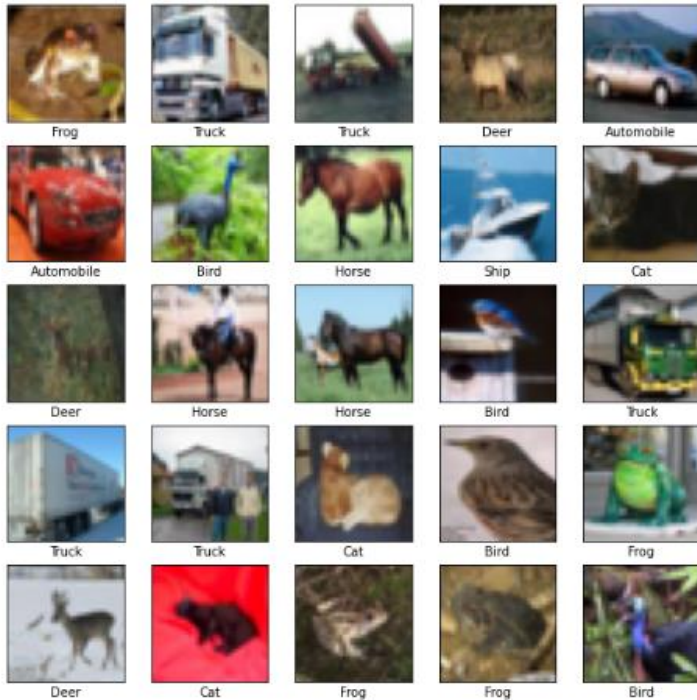 Frog Truck Truck Deer Automobile
Automobile Bird Horse Ship Cat
Deer Horse Horse Bird Truck
Truck Truck Cat Bird Frog
Deer Cat Frog Frog Bird